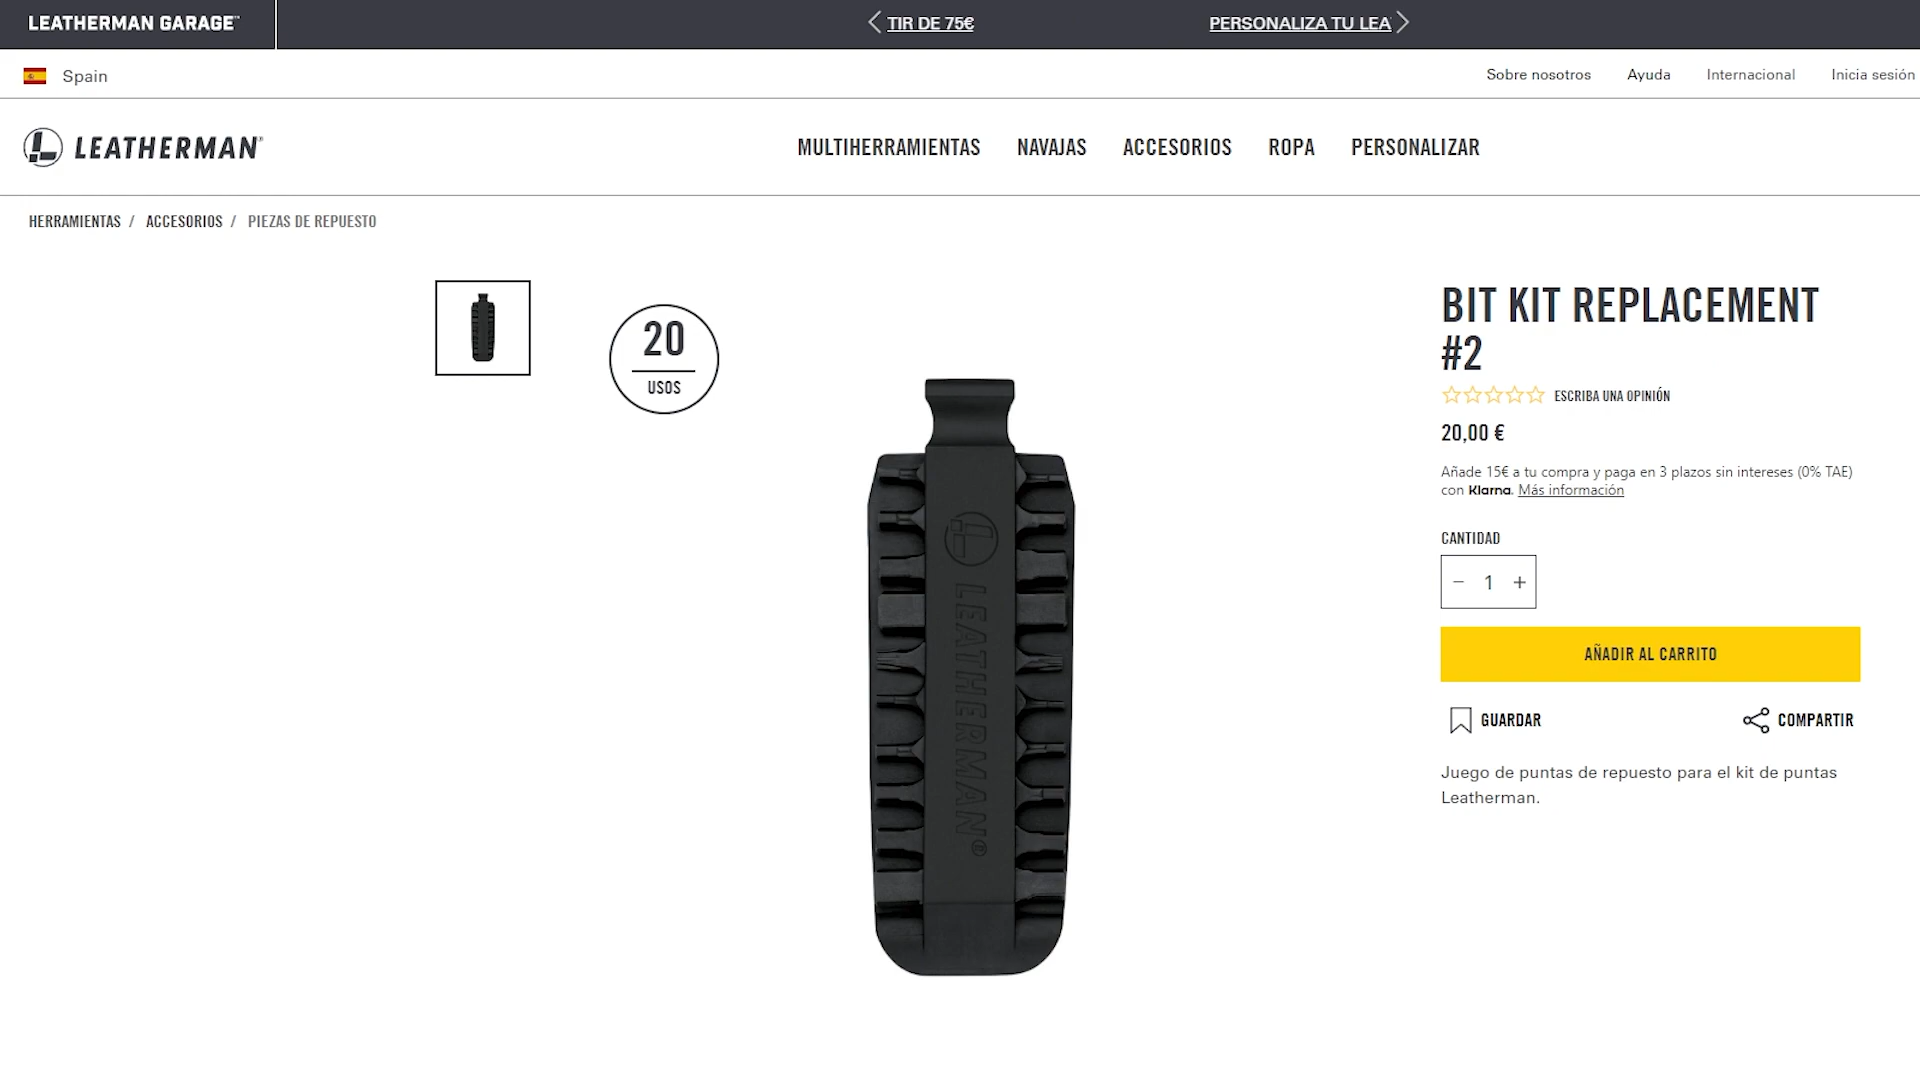 LEATHERMAN GARAGE™
TIR DE 75€
PERSONALIZA TU LEA
Spain
Sobre nosotros
Ayuda
Internacional
Inicia sesión
LEATHERMAN®
MULTIHERRAMIENTAS
NAVAJAS
ACCESORIOS
ROPA
PERSONALIZAR
HERRAMIENTAS / ACCESORIOS / PIEZAS DE REPUESTO
20
USOS
LEATHERMAN®
BIT KIT REPLACEMENT
#2
ESCRIBA UNA OPINIÓN
20,00 €
Añade 15€ a tu compra y paga en 3 plazos sin intereses (0% TAE)
con Klarna. Más información
CANTIDAD
− 1 +
AÑADIR AL CARRITO
GUARDAR
COMPARTIR
Juego de puntas de repuesto para el kit de puntas
Leatherman.